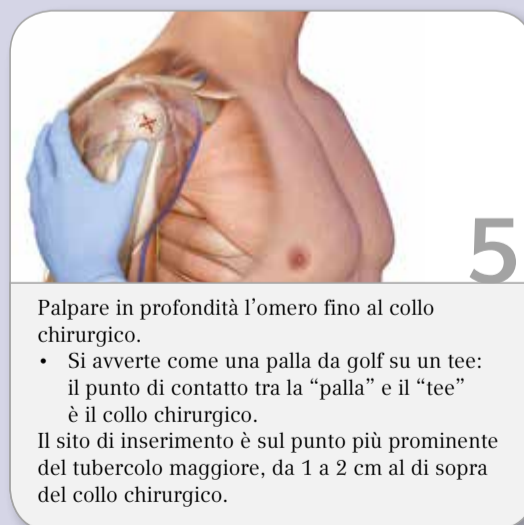 5
Palpare in profondità l’omero fino al collo
chirurgico.
• Si avverte come una palla da golf su un tee:
il punto di contatto tra la “palla” e il “tee”
è il collo chirurgico.
Il sito di inserimento è sul punto più prominente
del tubercolo maggiore, da 1 a 2 cm al di sopra
del collo chirurgico.